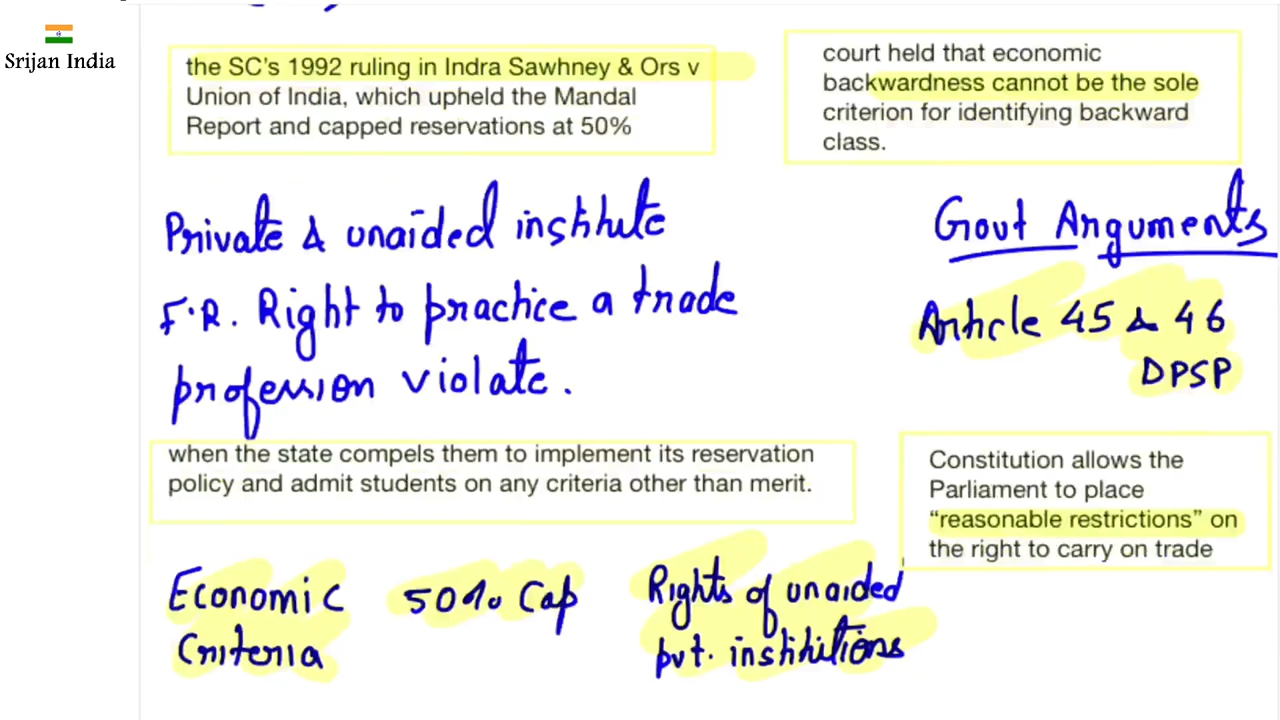 Srijan India
the SC's 1992 ruling in Indra Sawhney & Ors v
Union of India, which upheld the Mandal
Report and capped reservations at 50%
court held that economic
backwardness cannot be the sole
criterion for identifying backward
class.
Private & unaided institute
F.R. Right to practice a trade
profession violate.
Govt Arguments
Article 45 & 46
DPSP
when the state compels them to implement its reservation
policy and admit students on any criteria other than merit.
Constitution allows the
Parliament to place
“reasonable restrictions” on
the right to carry on trade
Economic
Criteria
50% Cap
Rights of unaided
pvt. institutions